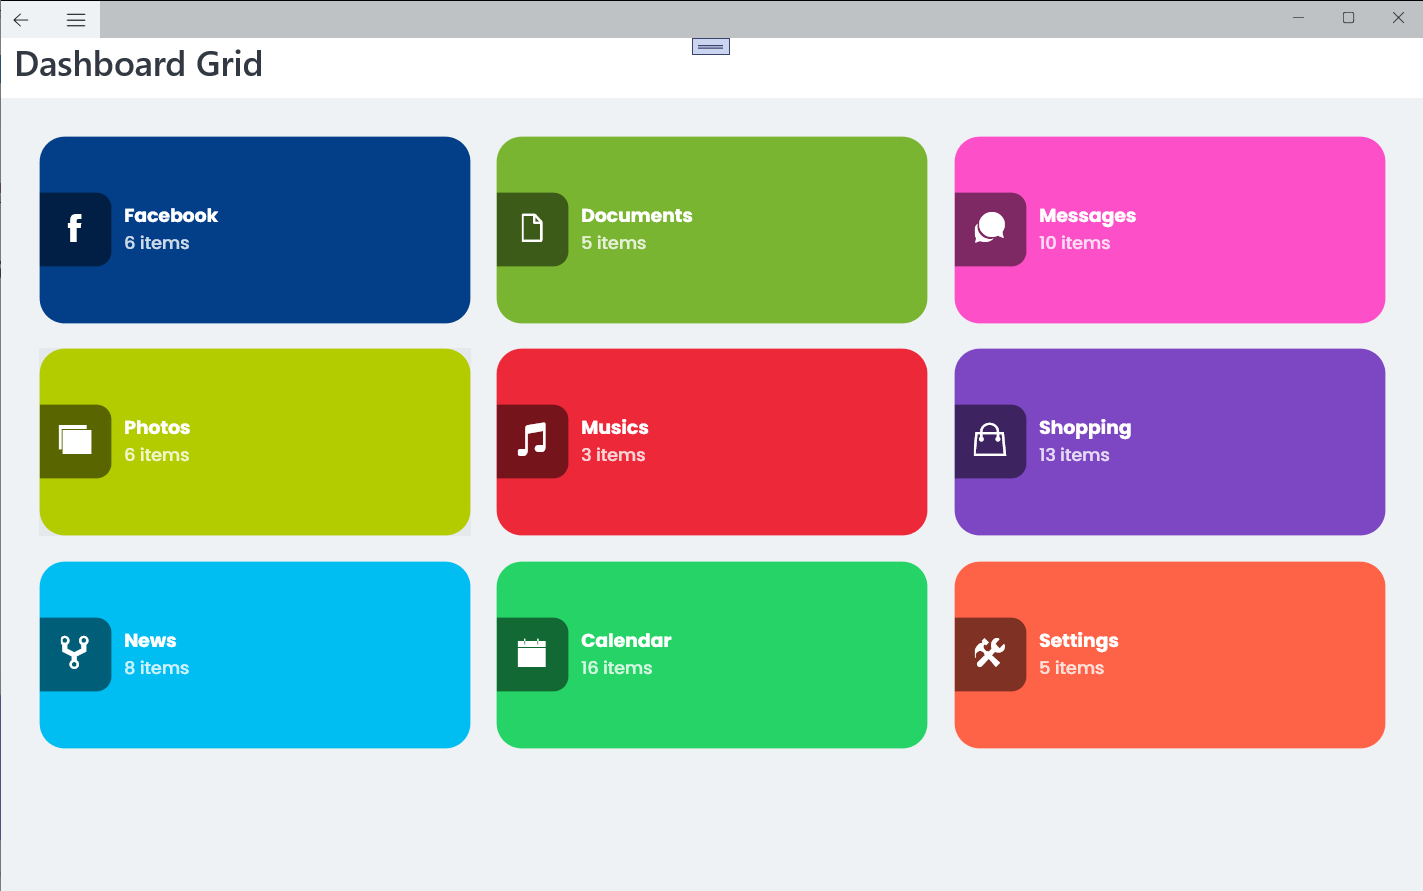 Dashboard Grid
Facebook
6 items
Documents
5 items
Messages
10 items
Photos
6 items
Musics
3 items
Shopping
13 items
News
8 items
Calendar
16 items
Settings
5 items